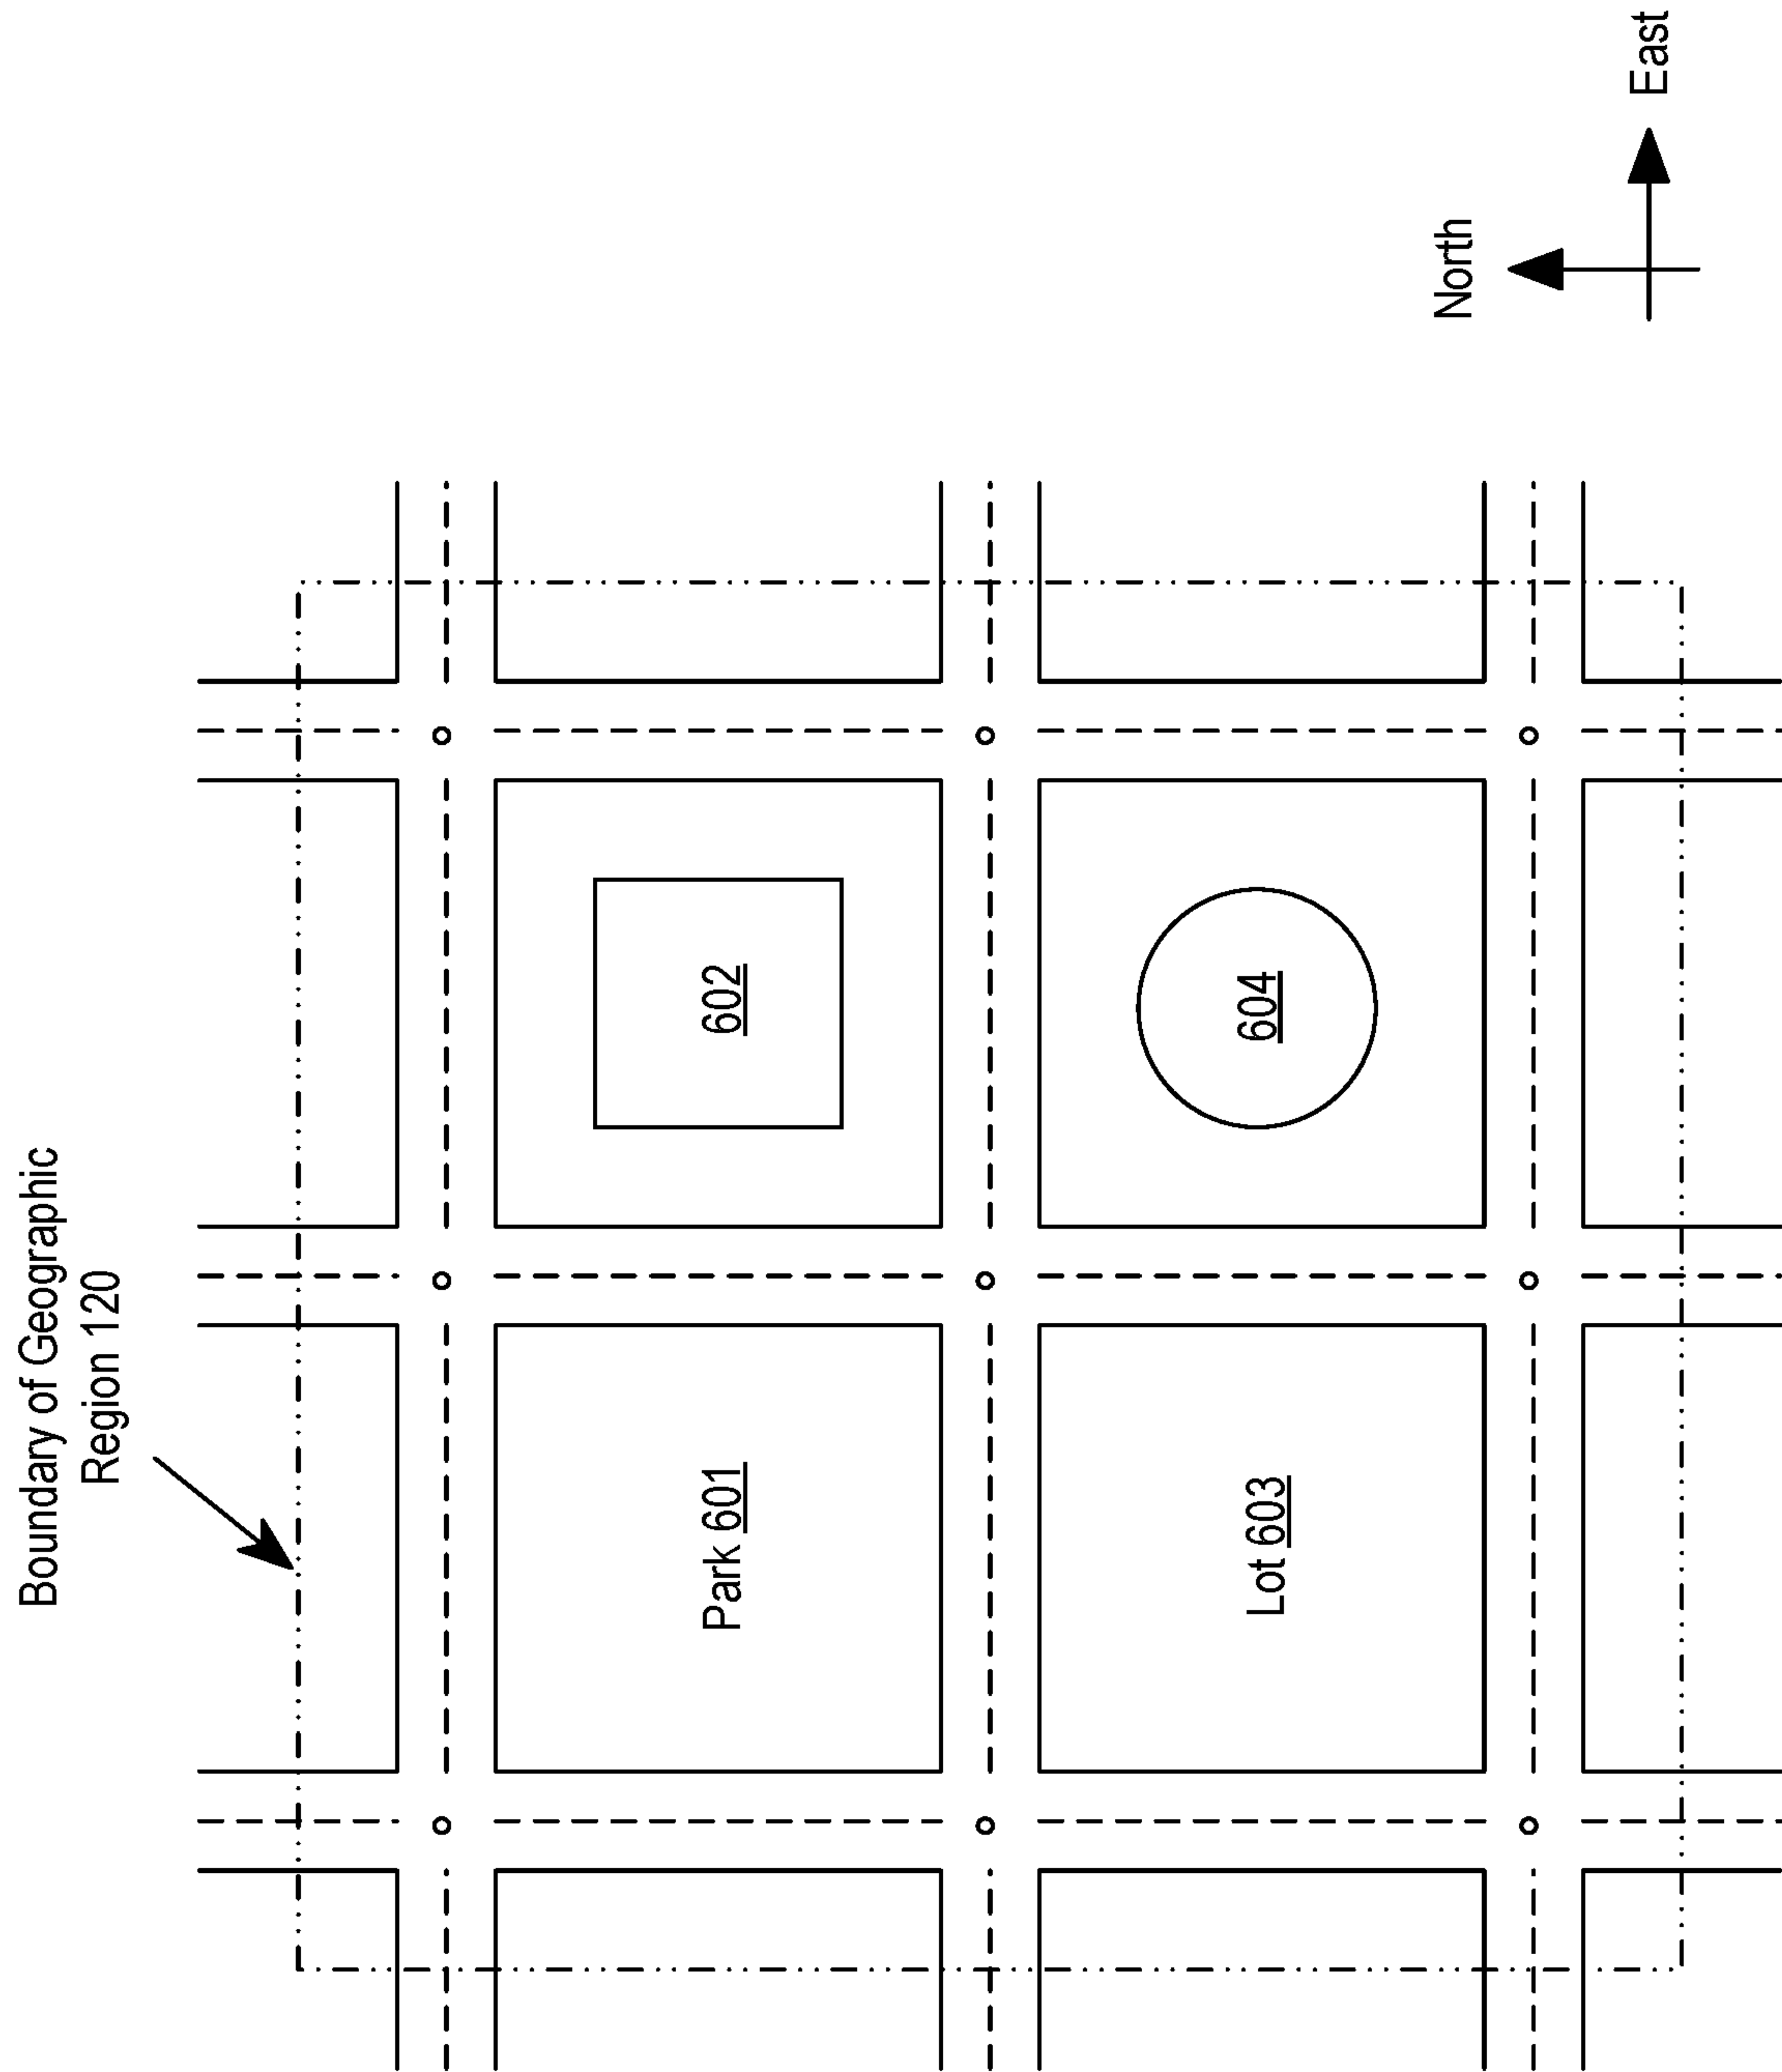 Boundary of Geographic
Region 120
Park 601
602
Lot 603
604
North
East